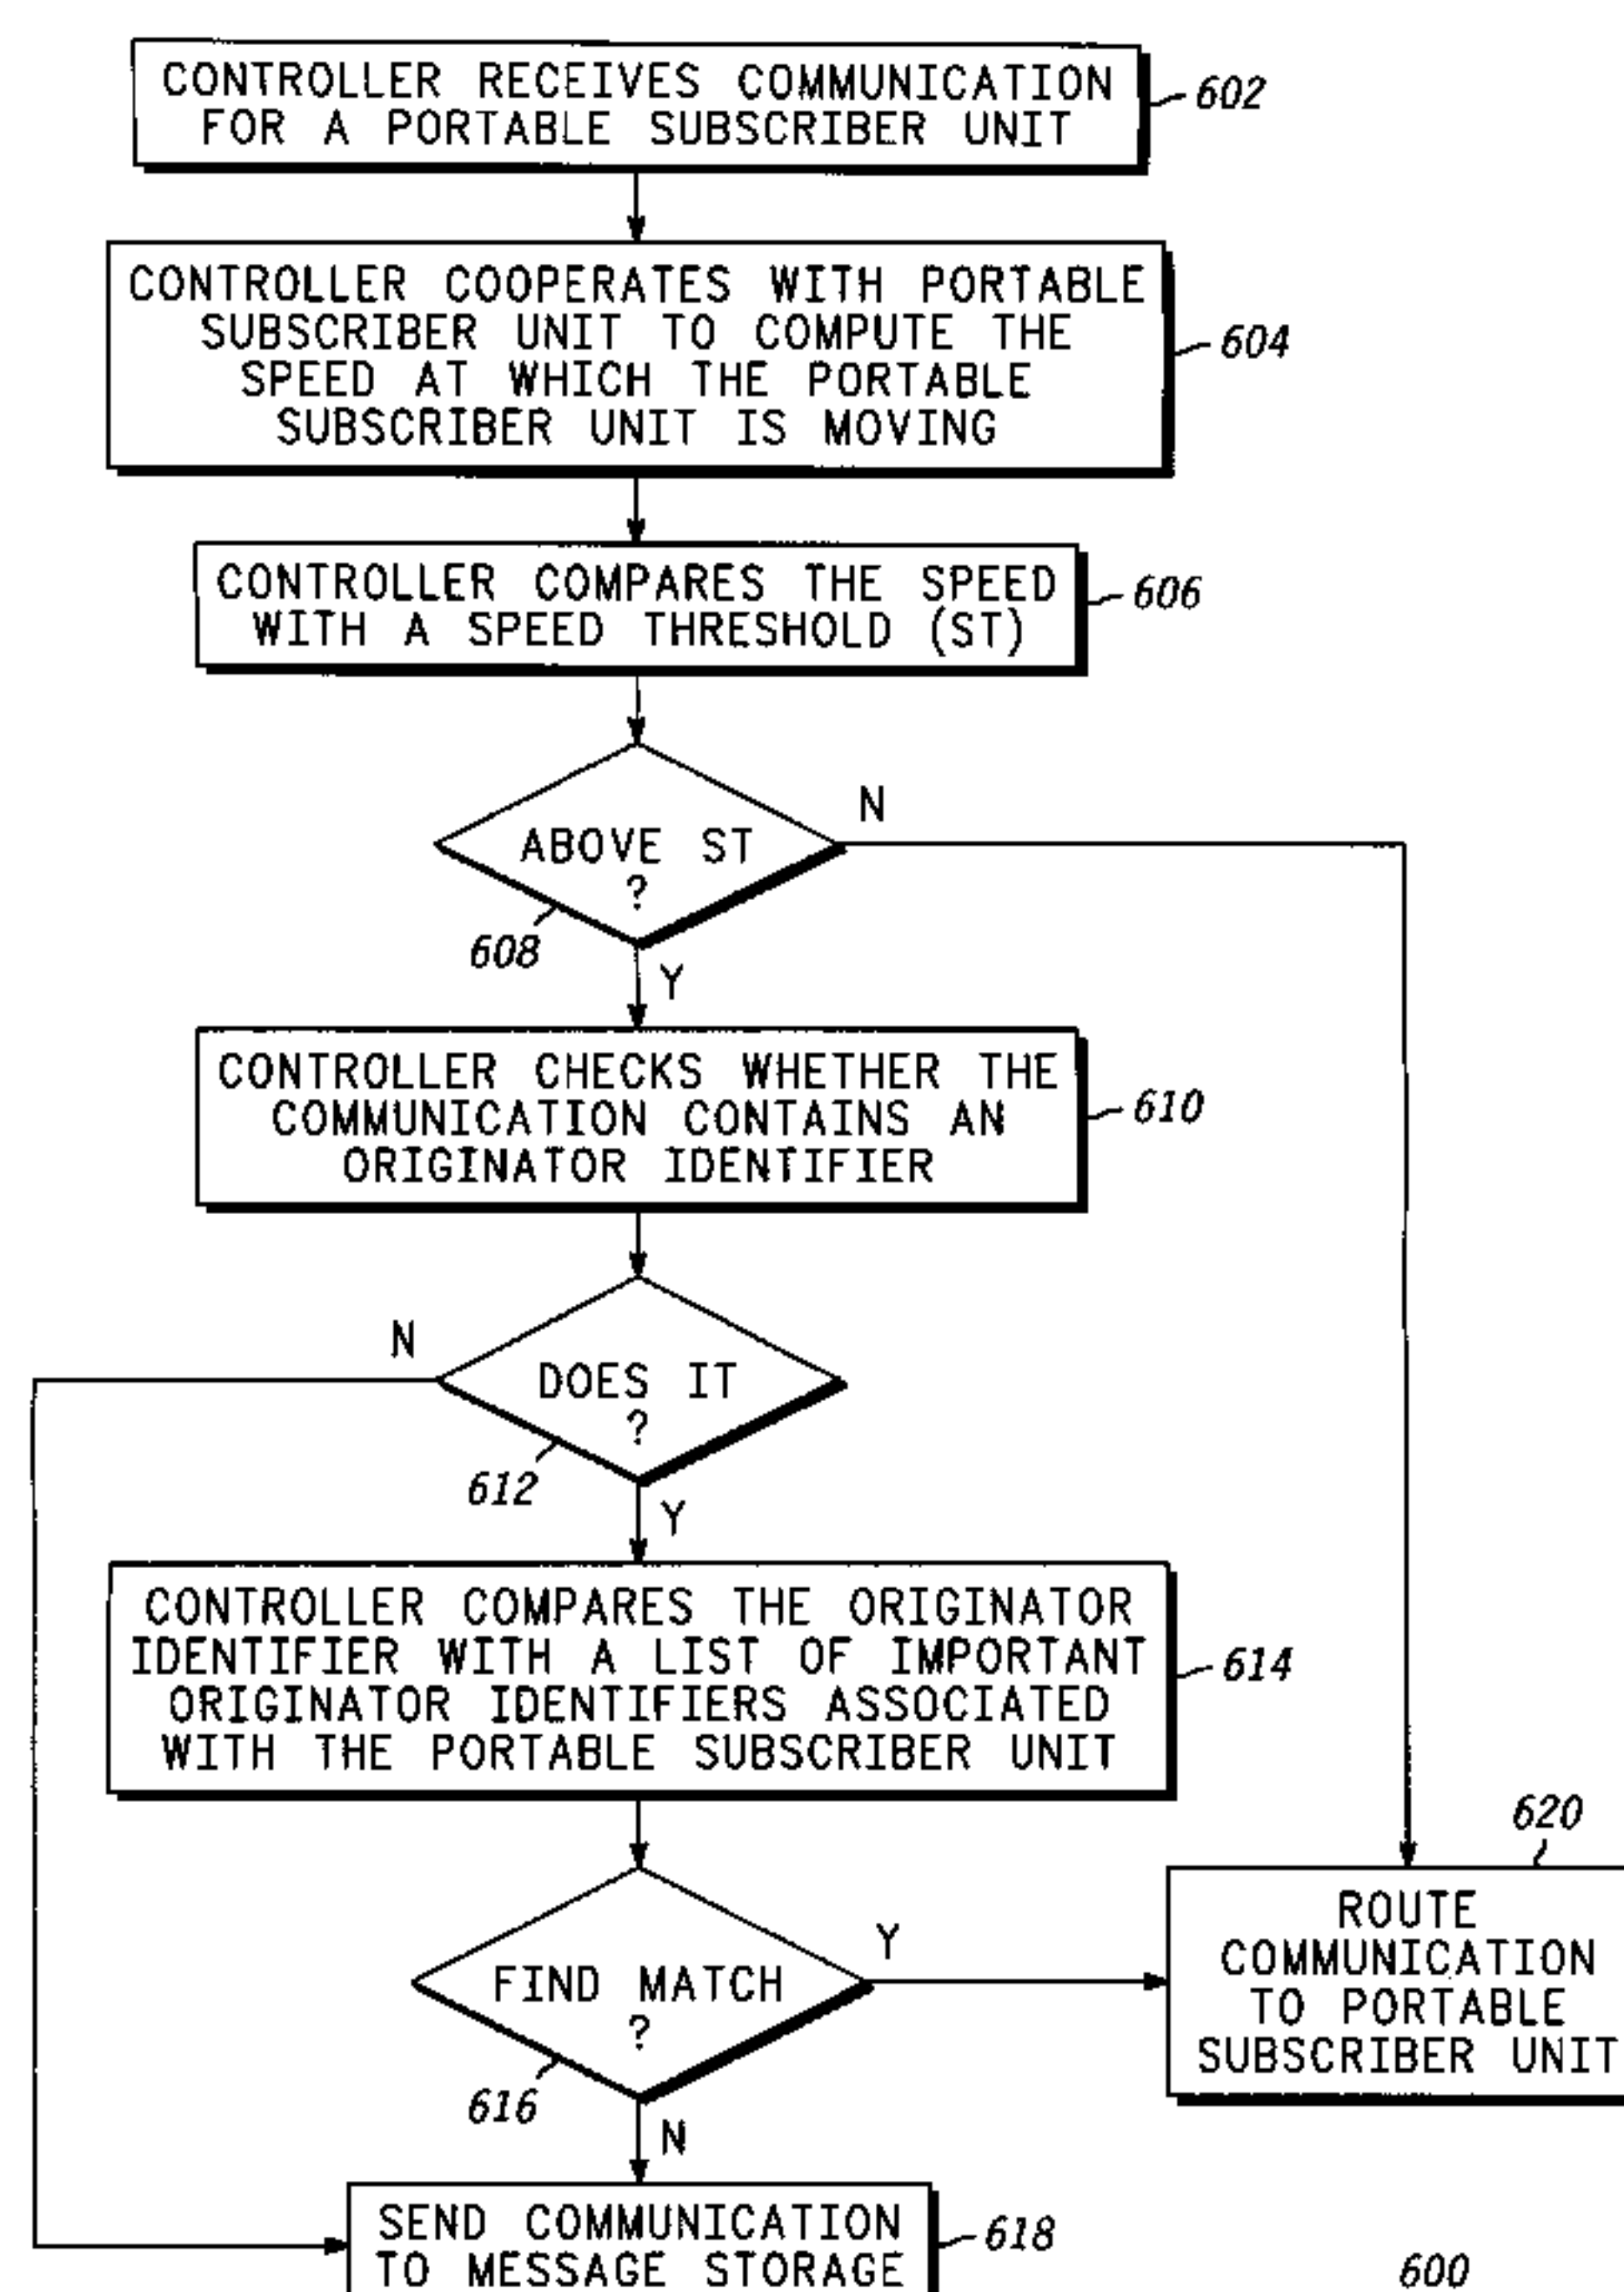 CONTROLLER RECEIVES COMMUNICATION
FOR A PORTABLE SUBSCRIBER UNIT
602
CONTROLLER COOPERATES WITH PORTABLE
SUBSCRIBER UNIT TO COMPUTE THE
SPEED AT WHICH THE PORTABLE
SUBSCRIBER UNIT IS MOVING
604
CONTROLLER COMPARES THE SPEED
WITH A SPEED THRESHOLD (ST)
606
N
ABOVE ST
?
608
Y
CONTROLLER CHECKS WHETHER THE
COMMUNICATION CONTAINS AN
ORIGINATOR IDENTIFIER
610
N
DOES IT
?
612
Y
CONTROLLER COMPARES THE ORIGINATOR
IDENTIFIER WITH A LIST OF IMPORTANT
ORIGINATOR IDENTIFIERS ASSOCIATED
WITH THE PORTABLE SUBSCRIBER UNIT
614
FIND MATCH
?
616
Y
N
620
ROUTE
COMMUNICATION
TO PORTABLE
SUBSCRIBER UNIT
SEND COMMUNICATION
TO MESSAGE STORAGE
618
600